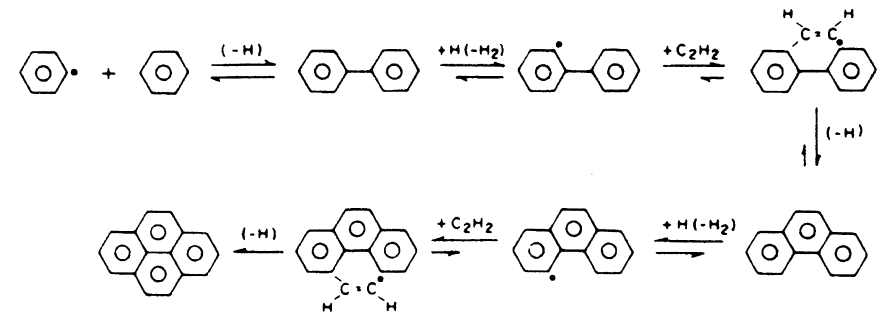 H H
C = C
(-H) +H(-H₂) +C₂H₂
+
(-H)
(-H) +C₂H₂ +H(-H₂)
C = C
H H